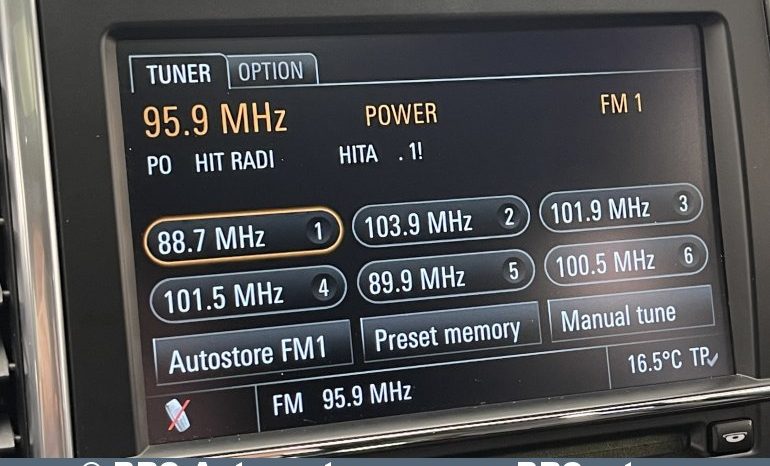 TUNER OPTION
95.9 MHz POWER FM 1
PO HIT RADI HITA . 1!
88.7 MHz 1 103.9 MHz 2 101.9 MHz 3
101.5 MHz 4 89.9 MHz 5 100.5 MHz 6
Autostore FM1 Preset memory Manual tune
FM 95.9 MHz 16.5°C TP